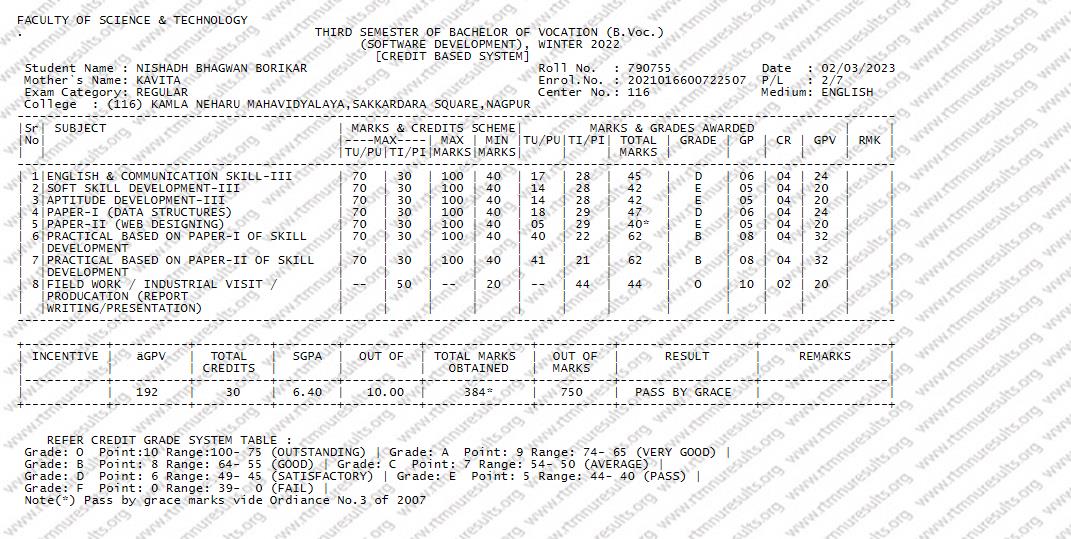 FACULTY OF SCIENCE & TECHNOLOGY
.
THIRD SEMESTER OF BACHELOR OF VOCATION (B.Voc.)
(SOFTWARE DEVELOPMENT), WINTER 2022
[CREDIT BASED SYSTEM]
Student Name : NISHADH BHAGWAN BORIKAR Roll No. : 790755 Date : 02/03/2023
Mother`s Name: KAVITA Enrol.No. : 2021016600722507 P/L : 2/7
Exam Category: REGULAR Center No.: 116 Medium: ENGLISH
College : (116) KAMLA NEHARU MAHAVIDYALAYA,SAKKARDARA SQUARE,NAGPUR
|Sr| SUBJECT | MARKS & CREDITS SCHEME| MARKS & GRADES AWARDED | |
|No| |----MAX----| MAX | MIN |TU/PU|TI/PI| TOTAL | GRADE | GP | CR | GPV | RMK |
| | |TU/PU|TI/PI|MARKS|MARKS| | | MARKS | | | | | |
| 1|ENGLISH & COMMUNICATION SKILL-III | 70 | 30 | 100 | 40 | 17 | 28 | 45 | D | 06 | 04 | 24 | |
| 2|SOFT SKILL DEVELOPMENT-III | 70 | 30 | 100 | 40 | 14 | 28 | 42 | E | 05 | 04 | 20 | |
| 3|APTITUDE DEVELOPMENT-III | 70 | 30 | 100 | 40 | 14 | 28 | 42 | E | 05 | 04 | 20 | |
| 4|PAPER-I (DATA STRUCTURES) | 70 | 30 | 100 | 40 | 18 | 29 | 47 | D | 06 | 04 | 24 | |
| 5|PAPER-II (WEB DESIGNING) | 70 | 30 | 100 | 40 | 05 | 29 | 40* | E | 05 | 04 | 20 | |
| 6|PRACTICAL BASED ON PAPER-I OF SKILL | 70 | 30 | 100 | 40 | 40 | 22 | 62 | B | 08 | 04 | 32 | |
| |DEVELOPMENT
| 7|PRACTICAL BASED ON PAPER-II OF SKILL | 70 | 30 | 100 | 40 | 41 | 21 | 62 | B | 08 | 04 | 32 | |
| |DEVELOPMENT
| 8|FIELD WORK / INDUSTRIAL VISIT / | -- | 50 | -- | 20 | -- | 44 | 44 | O | 10 | 02 | 20 | |
| |PRODUCATION (REPORT
| |WRITING/PRESENTATION)
| INCENTIVE | äGPV | TOTAL | SGPA | OUT OF | TOTAL MARKS | OUT OF | RESULT | REMARKS |
| | | CREDITS | | | OBTAINED | MARKS | | |
| | 192 | 30 | 6.40 | 10.00 | 384* | 750 | PASS BY GRACE | |
REFER CREDIT GRADE SYSTEM TABLE :
Grade: O Point:10 Range:100- 75 (OUTSTANDING) | Grade: A Point: 9 Range: 74- 65 (VERY GOOD) |
Grade: B Point: 8 Range: 64- 55 (GOOD) | Grade: C Point: 7 Range: 54- 50 (AVERAGE) |
Grade: D Point: 6 Range: 49- 45 (SATISFACTORY) | Grade: E Point: 5 Range: 44- 40 (PASS) |
Grade: F Point: 0 Range: 39- 0 (FAIL) |
Note(*) Pass by grace marks vide Ordiance No.3 of 2007
www.rtmnuresults.org